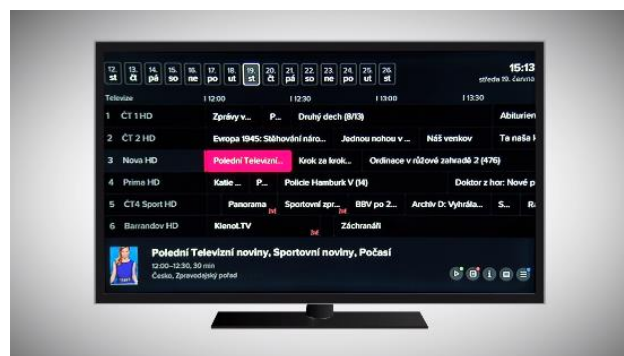 12. 13. 14. 15. 16. 17. 18. 19. 20. 21. 22. 23. 24. 25. 26. 15:13
st čt pá so ne po út st čt pá so ne po út st středa 19. června
Televize 12:00 12:30 13:00 13:30
1 ČT 1 HD Zprávy v... P... Druhý dech (8/13) Abiturien
2 ČT 2 HD Evropa 1945: Stěhování náro... Jednou nohou v ... Náš venkov Ta naše
3 Nova HD Polední Televizní... Krok za krok... Ordinace v růžové zahradě 2 (476)
4 Prima HD Katie ... P... Policie Hamburk V (14) Doktor z hor: Nové p
5 ČT4 Sport HD Panorama Sportovní zpr... BBV po 2... Archiv D: Vyhrála... S...
6 Barrandov HD Kienot.TV Záchranáři
Polední Televizní noviny, Sportovní noviny, Počasí
12:00–12:30, 30 min
Česko, Zpravodajský pořad